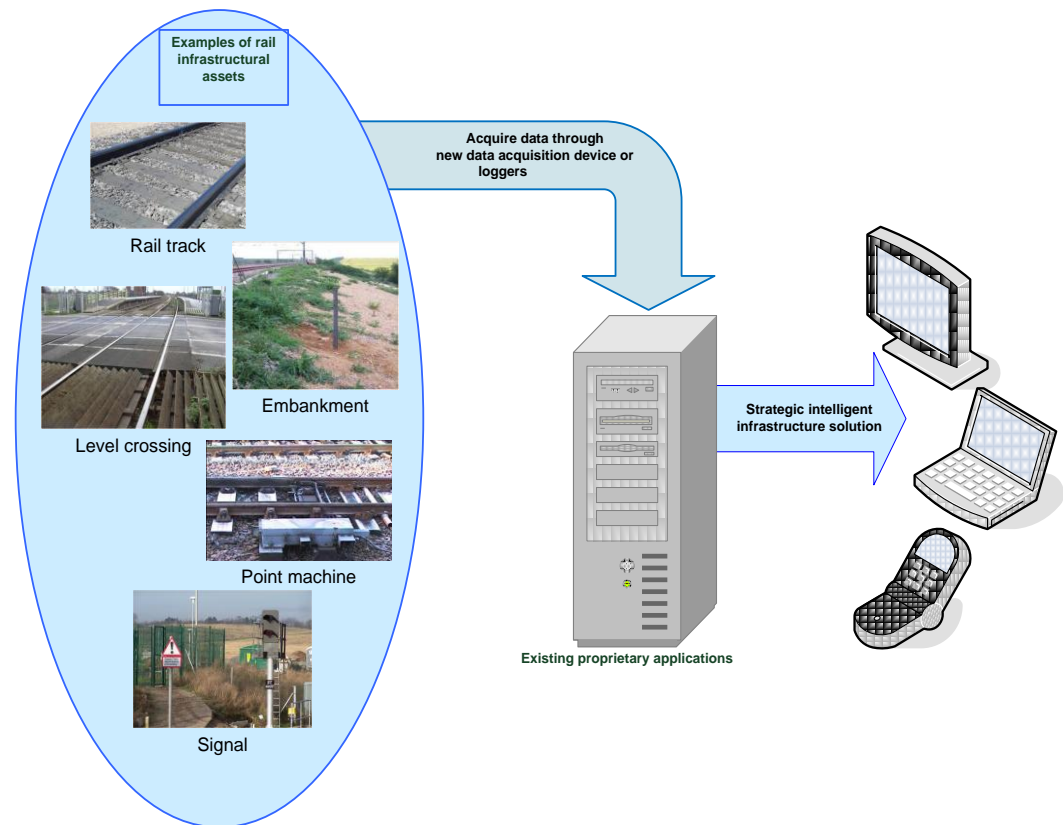 Examples of rail
infrastructural
assets
Acquire data through
new data acquisition device or
loggers
Rail track
Embankment
Level crossing
Strategic intelligent
infrastructure solution
Point machine
Existing proprietary applications
Signal